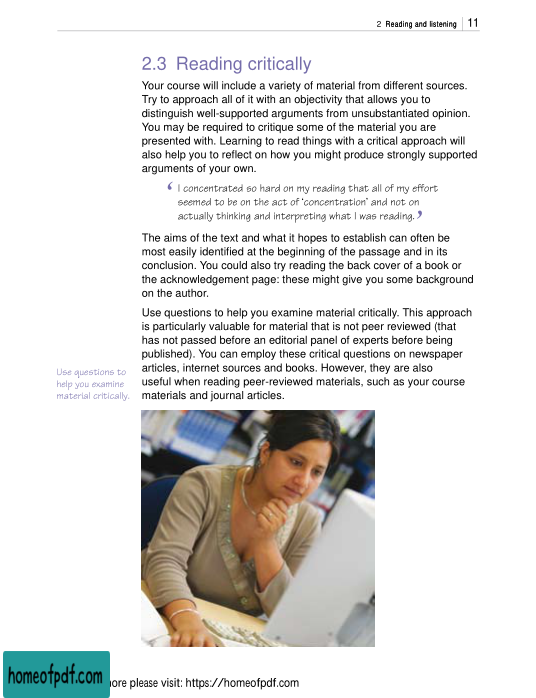 2 Reading and listening 11
2.3 Reading critically
Your course will include a variety of material from different sources.
Try to approach all of it with an objectivity that allows you to
distinguish well-supported arguments from unsubstantiated opinion.
You may be required to critique some of the material you are
presented with. Learning to read things with a critical approach will
also help you to reflect on how you might produce strongly supported
arguments of your own.
‘ I concentrated so hard on my reading that all of my effort
seemed to be on the act of ‘concentration’ and not on
actually thinking and interpreting what I was reading. ’
The aims of the text and what it hopes to establish can often be
most easily identified at the beginning of the passage and in its
conclusion. You could also try reading the back cover of a book or
the acknowledgement page: these might give you some background
on the author.
Use questions to help you examine material critically. This approach
is particularly valuable for material that is not peer reviewed (that
has not passed before an editorial panel of experts before being
published). You can employ these critical questions on newspaper
articles, internet sources and books. However, they are also
useful when reading peer-reviewed materials, such as your course
materials and journal articles.
Use questions to
help you examine
material critically.
homeofpdf.com
please visit: https://homeofpdf.com